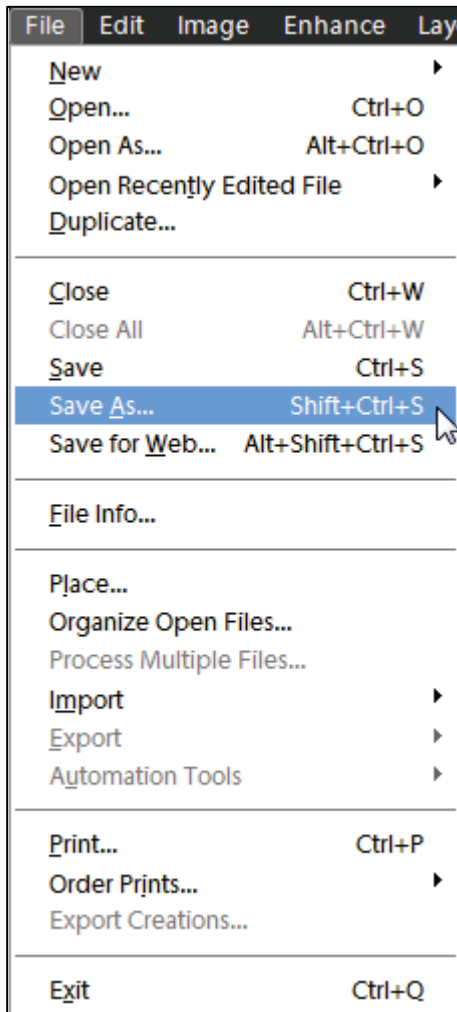 File Edit Image Enhance Lay
New
Open... Ctrl+O
Open As... Alt+Ctrl+O
Open Recently Edited File
Duplicate...
Close Ctrl+W
Close All Alt+Ctrl+W
Save Ctrl+S
Save As... Shift+Ctrl+S
Save for Web... Alt+Shift+Ctrl+S
File Info...
Place...
Organize Open Files...
Process Multiple Files...
Import
Export
Automation Tools
Print... Ctrl+P
Order Prints...
Export Creations...
Exit Ctrl+Q